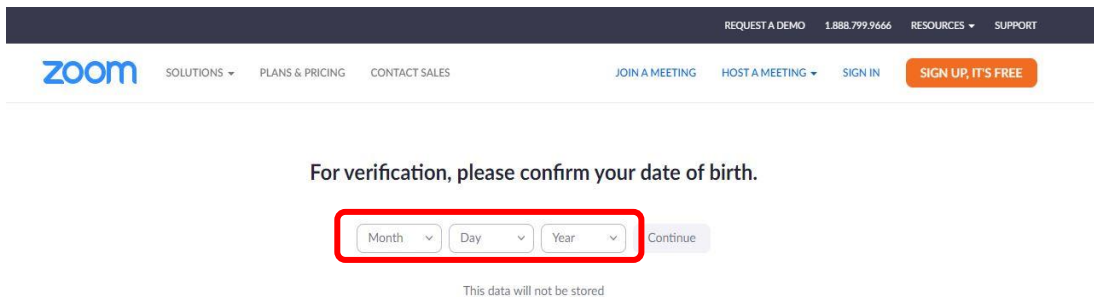 REQUEST A DEMO 1.888.799.9666 RESOURCES SUPPORT
zoom SOLUTIONS PLANS & PRICING CONTACT SALES JOIN A MEETING HOST A MEETING SIGN IN SIGN UP, IT'S FREE
For verification, please confirm your date of birth.
Month Day Year Continue
This data will not be stored